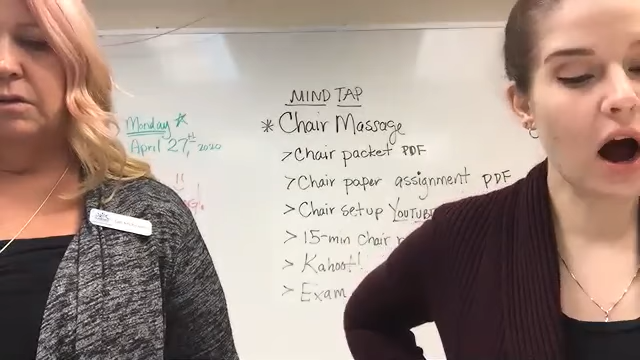 MIND TAP
Monday *
April 27th, 2020
* Chair Massage
> Chair packet PDF
> Chair paper assignment PDF
> Chair setup YOUTUBE
> 15-min Chair
> Kahoot!
> Exam